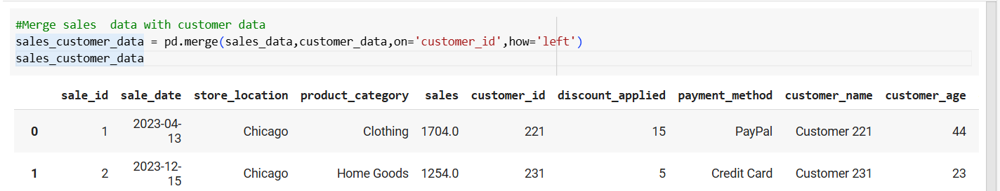 #Merge sales  data with customer data
sales_customer_data = pd.merge(sales_data,customer_data,on='customer_id',how='left')
sales_customer_data
sale_id sale_date store_location product_category sales customer_id discount_applied payment_method customer_name customer_age
0 1 2023-04-13 Chicago Clothing 1704.0 221 15 PayPal Customer 221 44
1 2 2023-12-15 Chicago Home Goods 1254.0 231 5 Credit Card Customer 231 23